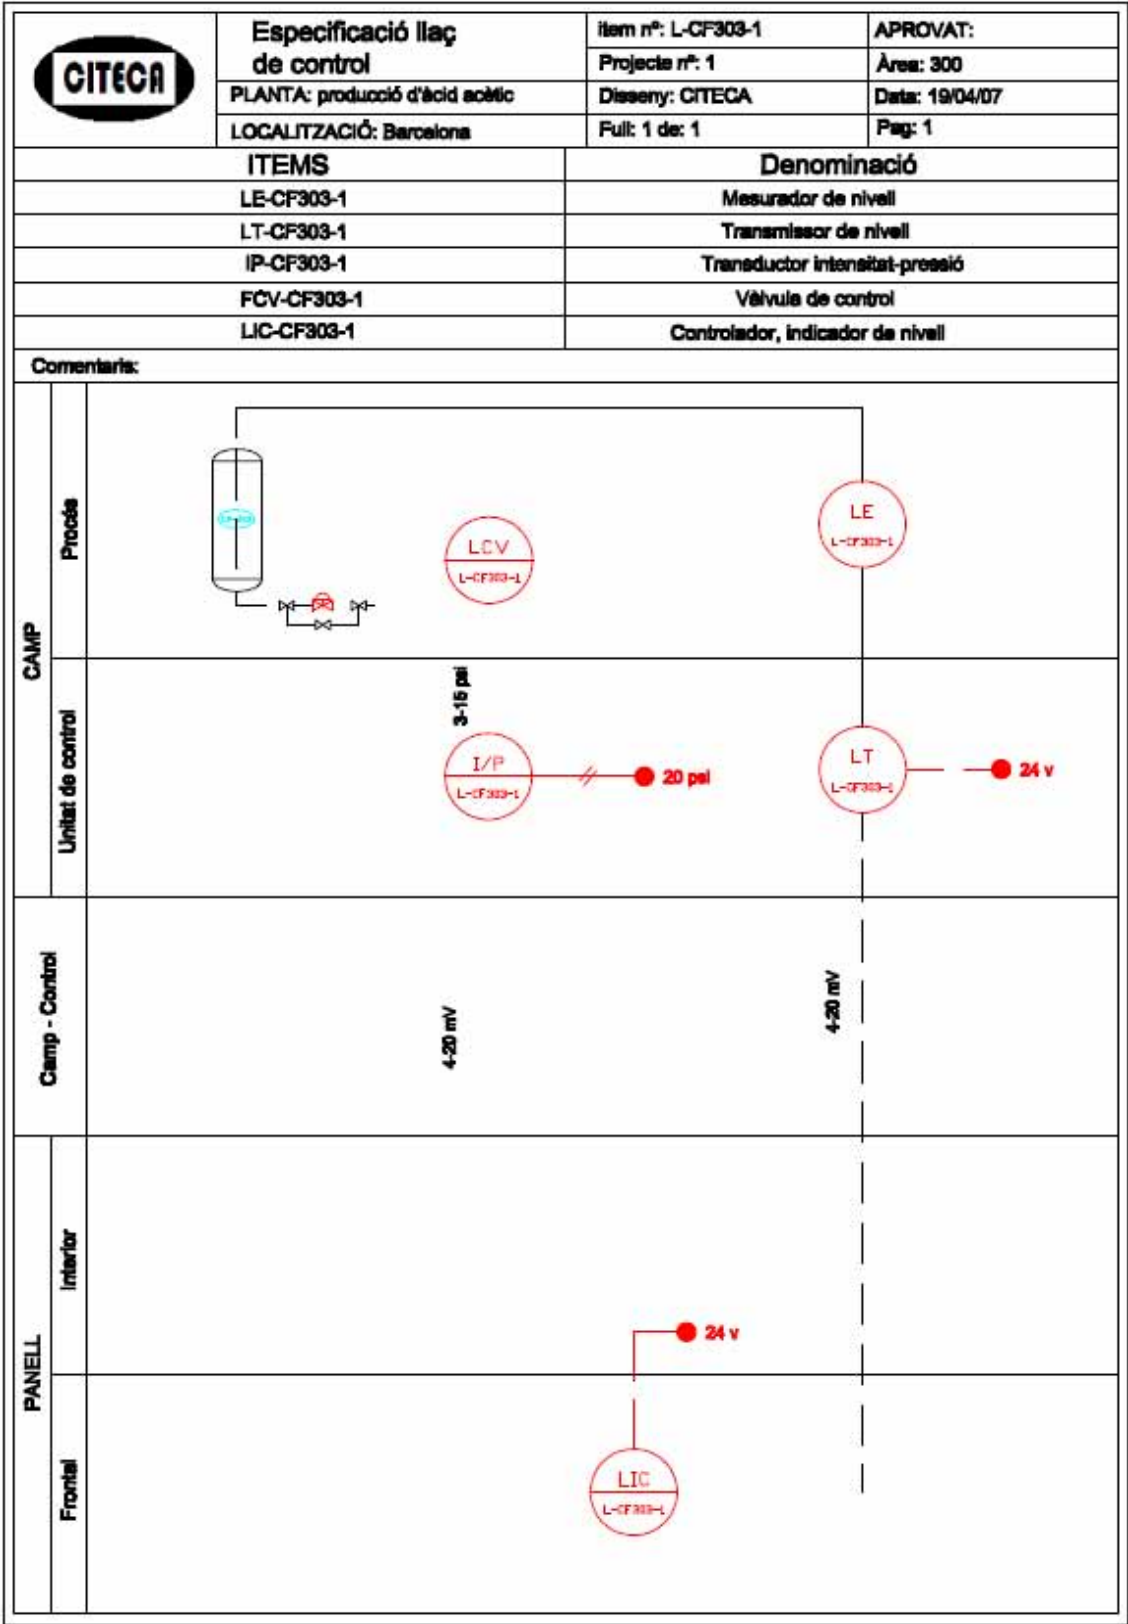 CITECA
Especificació llaç
de control
item nº: L-CF303-1
APROVAT:
Projecte nº: 1
Àrea: 300
PLANTA: producció d'àcid acètic
Disseny: CITECA
Data: 19/04/07
LOCALITZACIÓ: Barcelona
Full: 1 de: 1
Pag: 1
ITEMS
Denominació
LE-CF303-1
Mesurador de nivell
LT-CF303-1
Transmissor de nivell
IP-CF303-1
Transductor intensitat-pressió
FCV-CF303-1
Vàlvula de control
LIC-CF303-1
Controlador, indicador de nivell
Comentaris:
CAMP
Procés
LCV
L-CF303-1
LE
L-CF303-1
Unitat de control
3-15 psi
I/P
L-CF303-1
20 psi
LT
L-CF303-1
24 v
Camp - Control
4-20 mV
4-20 mV
PANELL
Interior
24 v
Frontal
LIC
L-CF303-1